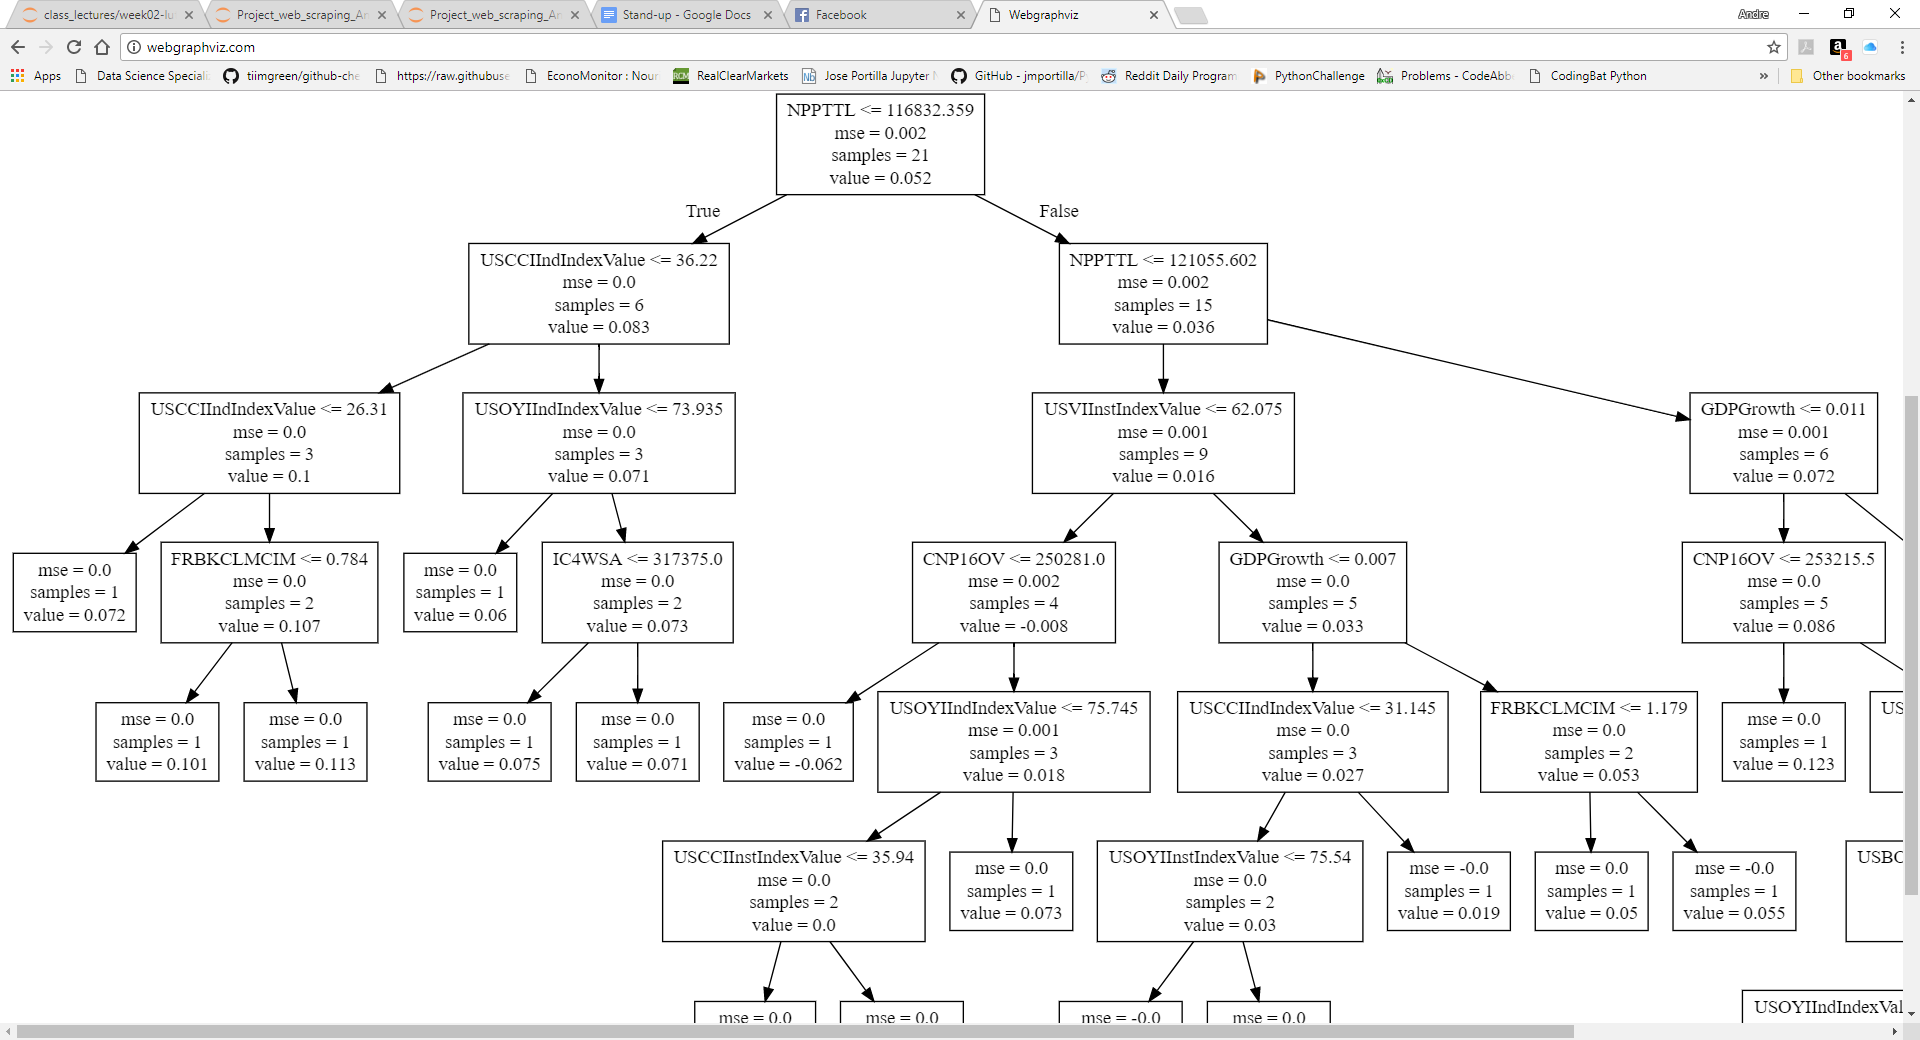 class_lectures/week02-lu
Project_web_scraping_An
Project_web_scraping_An
Stand-up - Google Docs
Facebook
Webgraphviz
Andre
webgraphviz.com
6
Apps
Data Science Speciali
tiimgreen/github-che
https://raw.githubuse
EconoMonitor : Nour
RealClearMarkets
Jose Portilla Jupyter
GitHub - jmportilla/P
Reddit Daily Program
PythonChallenge
Problems - CodeAbb
CodingBat Python
»
Other bookmarks
NPPTTL <= 116832.359
mse = 0.002
samples = 21
value = 0.052
True
False
USCCIIndIndexValue <= 36.22
mse = 0.0
samples = 6
value = 0.083
NPPTTL <= 121055.602
mse = 0.002
samples = 15
value = 0.036
USCCIIndIndexValue <= 26.31
mse = 0.0
samples = 3
value = 0.1
USOYIIndIndexValue <= 73.935
mse = 0.0
samples = 3
value = 0.071
USVIInstIndexValue <= 62.075
mse = 0.001
samples = 9
value = 0.016
GDPGrowth <= 0.011
mse = 0.001
samples = 6
value = 0.072
mse = 0.0
samples = 1
value = 0.072
FRBKCLMCIM <= 0.784
mse = 0.0
samples = 2
value = 0.107
mse = 0.0
samples = 1
value = 0.06
IC4WSA <= 317375.0
mse = 0.0
samples = 2
value = 0.073
CNP16OV <= 250281.0
mse = 0.002
samples = 4
value = -0.008
GDPGrowth <= 0.007
mse = 0.0
samples = 5
value = 0.033
CNP16OV <= 253215.5
mse = 0.0
samples = 5
value = 0.086
mse = 0.0
samples = 1
value = 0.101
mse = 0.0
samples = 1
value = 0.113
mse = 0.0
samples = 1
value = 0.075
mse = 0.0
samples = 1
value = 0.071
mse = 0.0
samples = 1
value = -0.062
USOYIIndIndexValue <= 75.745
mse = 0.001
samples = 3
value = 0.018
USCCIIndIndexValue <= 31.145
mse = 0.0
samples = 3
value = 0.027
FRBKCLMCIM <= 1.179
mse = 0.0
samples = 2
value = 0.053
mse = 0.0
samples = 1
value = 0.123
US
USCCIInstIndexValue <= 35.94
mse = 0.0
samples = 2
value = 0.0
mse = 0.0
samples = 1
value = 0.073
USOYIInstIndexValue <= 75.54
mse = 0.0
samples = 2
value = 0.03
mse = -0.0
samples = 1
value = 0.019
mse = 0.0
samples = 1
value = 0.05
mse = -0.0
samples = 1
value = 0.055
USBC
mse = 0.0
mse = 0.0
mse = -0.0
mse = 0.0
USOYIIndIndexVal